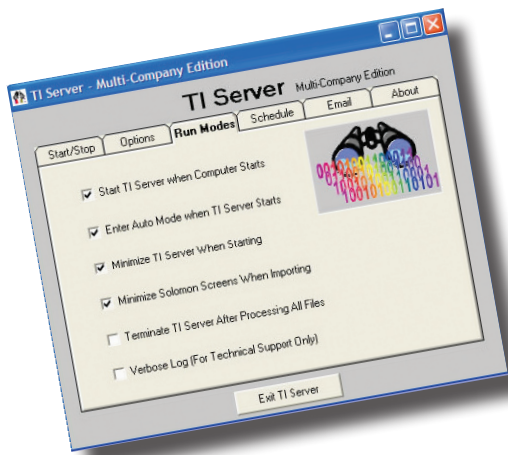 TI Server - Multi-Company Edition
TI Server Multi-Company Edition
Start/Stop Options Run Modes Schedule Email About
Start TI Server when Computer Starts
Enter Auto Mode when TI Server Starts
Minimize TI Server When Starting
Minimize Solomon Screens When Importing
Terminate TI Server After Processing All Files
Verbose Log (For Technical Support Only)
Exit TI Server